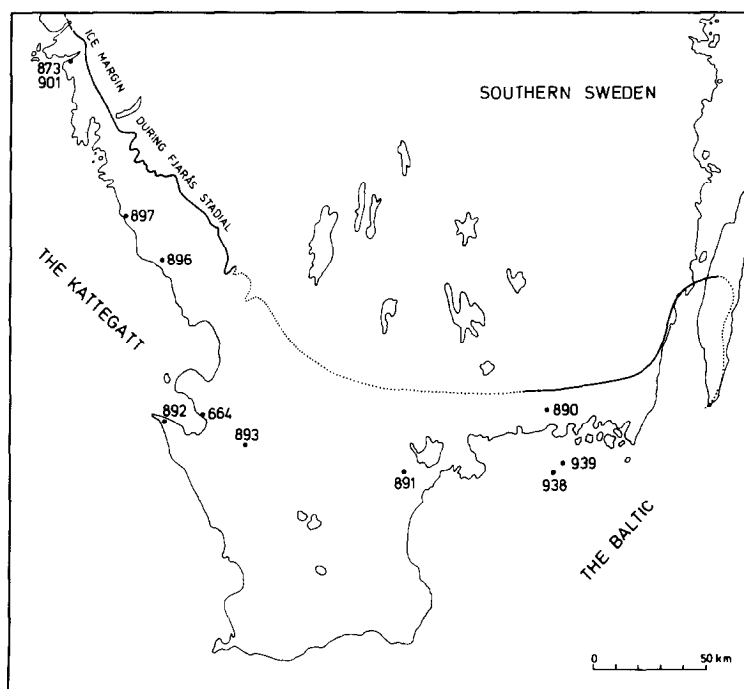 ICE MARGIN
DURING FJÄRÅS STADIAL
873
901
SOUTHERN SWEDEN
897
896
THE KATTEGATT
892
664
893
890
891
939
938
THE BALTIC
0
50 km